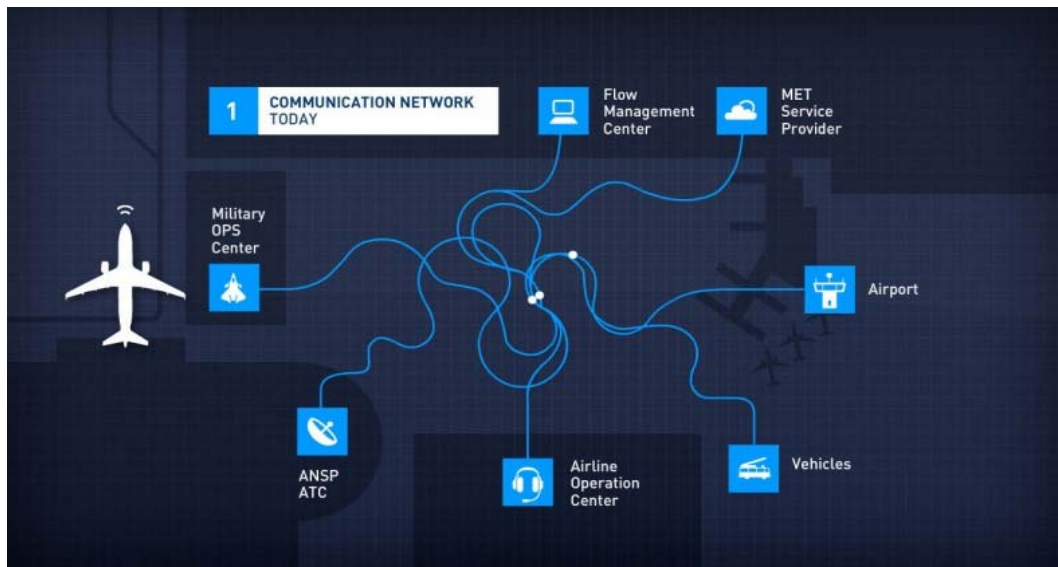 1
COMMUNICATION NETWORK
TODAY
Flow
Management
Center
MET
Service
Provider
Military
OPS
Center
Airport
ANSP
ATC
Airline
Operation
Center
Vehicles